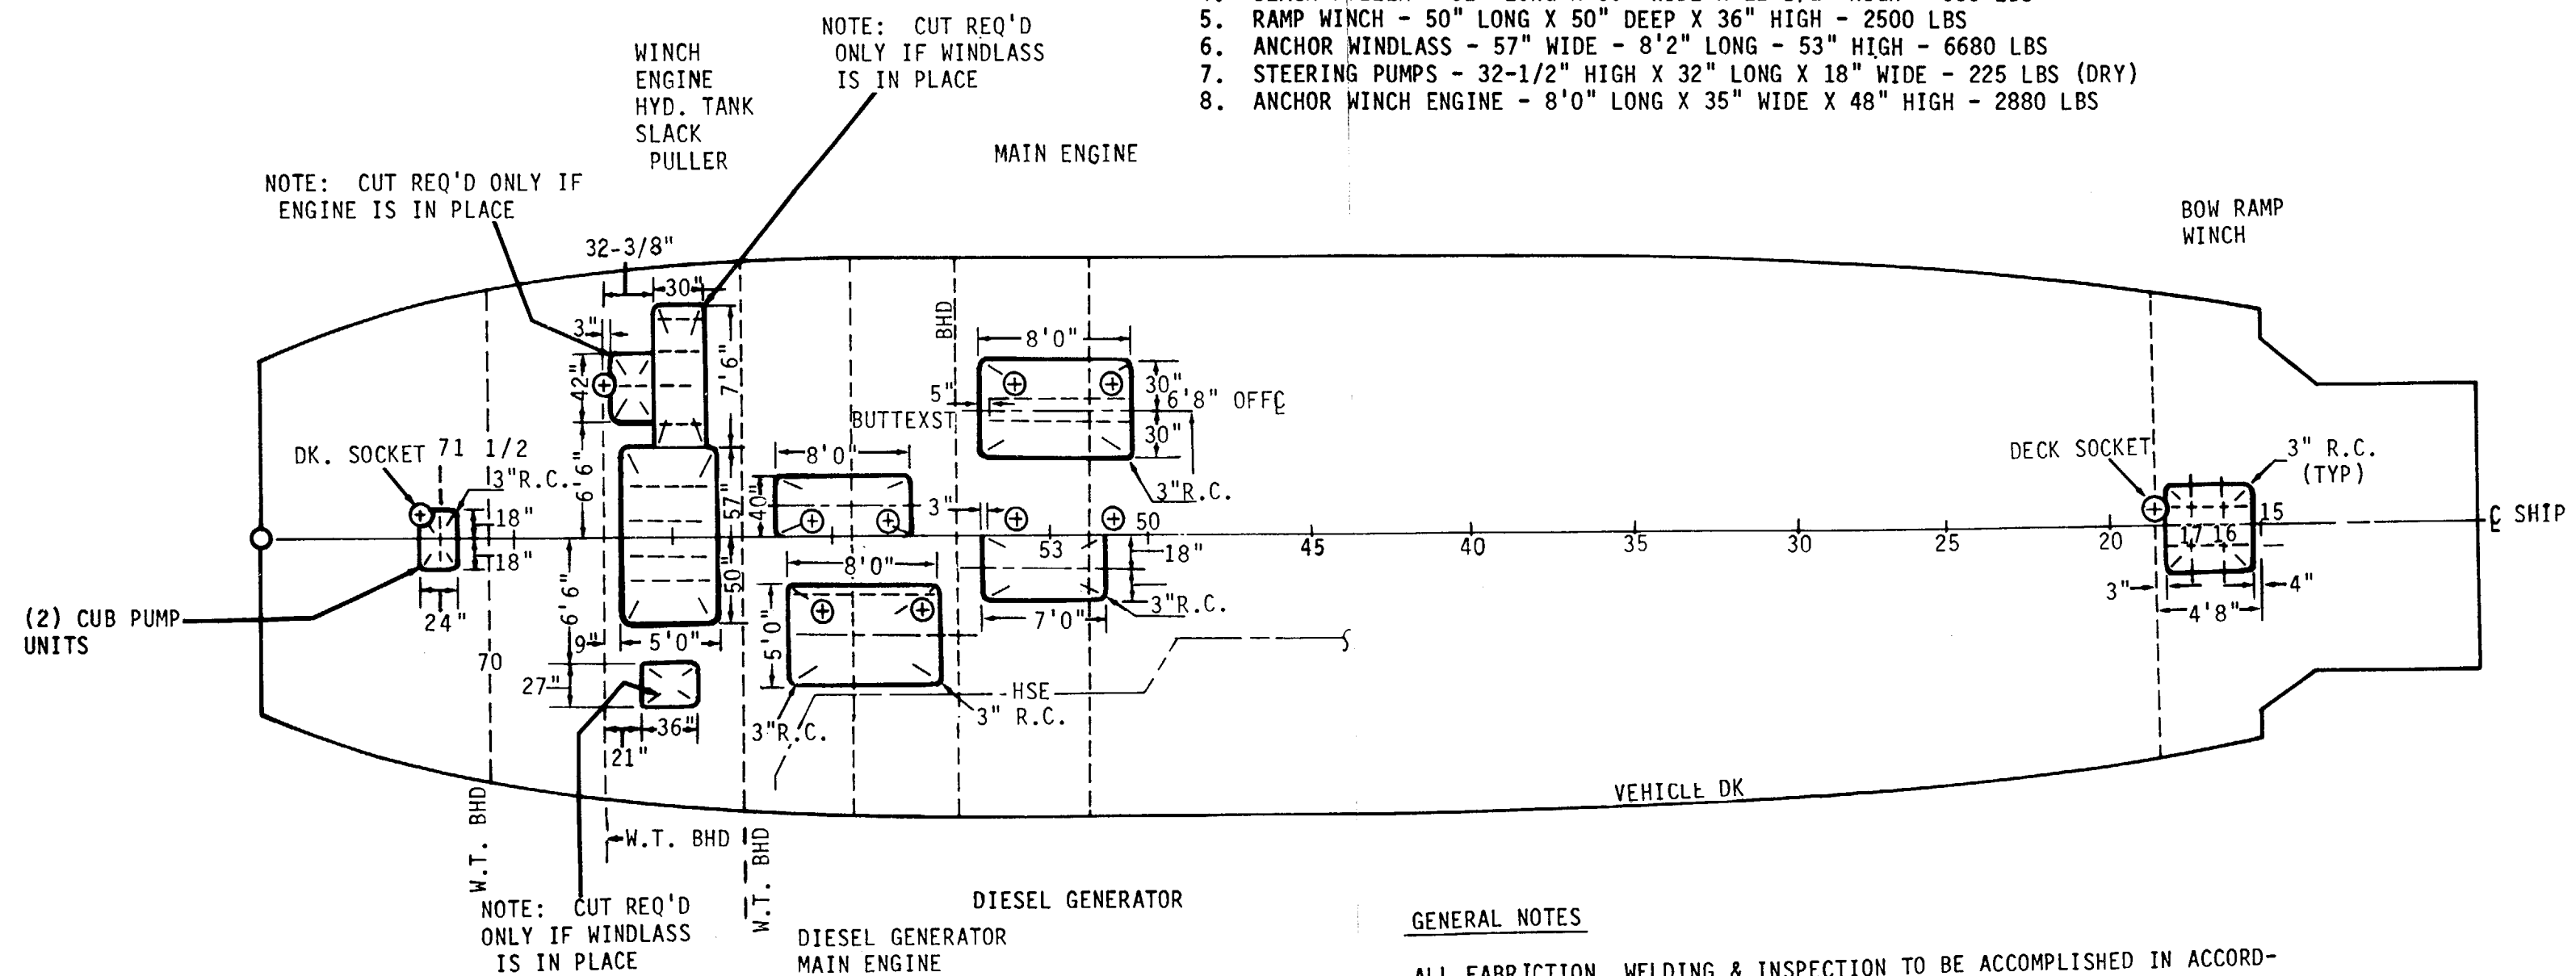 5. RAMP WINCH - 50" LONG X 50" DEEP X 36" HIGH - 2500 LBS
6. ANCHOR WINDLASS - 57" WIDE - 8'2" LONG - 53" HIGH - 6680 LBS
7. STEERING PUMPS - 32-1/2" HIGH X 32" LONG X 18" WIDE - 225 LBS (DRY)
8. ANCHOR WINCH ENGINE - 8'0" LONG X 35" WIDE X 48" HIGH - 2880 LBS
NOTE: CUT REQ'D
ONLY IF WINDLASS
IS IN PLACE
WINCH
ENGINE
HYD. TANK
SLACK
PULLER
MAIN ENGINE
NOTE: CUT REQ'D ONLY IF
ENGINE IS IN PLACE
BOW RAMP
WINCH
32-3/8"
30"
3"
42"
7'6"
BHD
8'0"
5"
30"
6'8" OFF ℄
30"
BUTTEXST
3"R.C.
DK. SOCKET
71 1/2
3"R.C.
6'6"
57"
8'0"
40"
3"
18"
18"
24"
DECK SOCKET
3" R.C.
(TYP)
53
50
45
40
35
30
25
20
17
16
15
℄ SHIP
(2) CUB PUMP
UNITS
6'6"
50"
8'0"
5'0"
18"
3"R.C.
7'0"
3"
4"
4'8"
9"
5'0"
70
27"
36"
21"
HSE
3"R.C.
3" R.C.
VEHICLE DK
W.T. BHD
W.T. BHD
W.T. BHD
NOTE: CUT REQ'D
ONLY IF WINDLASS
IS IN PLACE
DIESEL GENERATOR
DIESEL GENERATOR
MAIN ENGINE
GENERAL NOTES
ALL FABRICTION, WELDING & INSPECTION TO BE ACCOMPLISHED IN ACCORD-